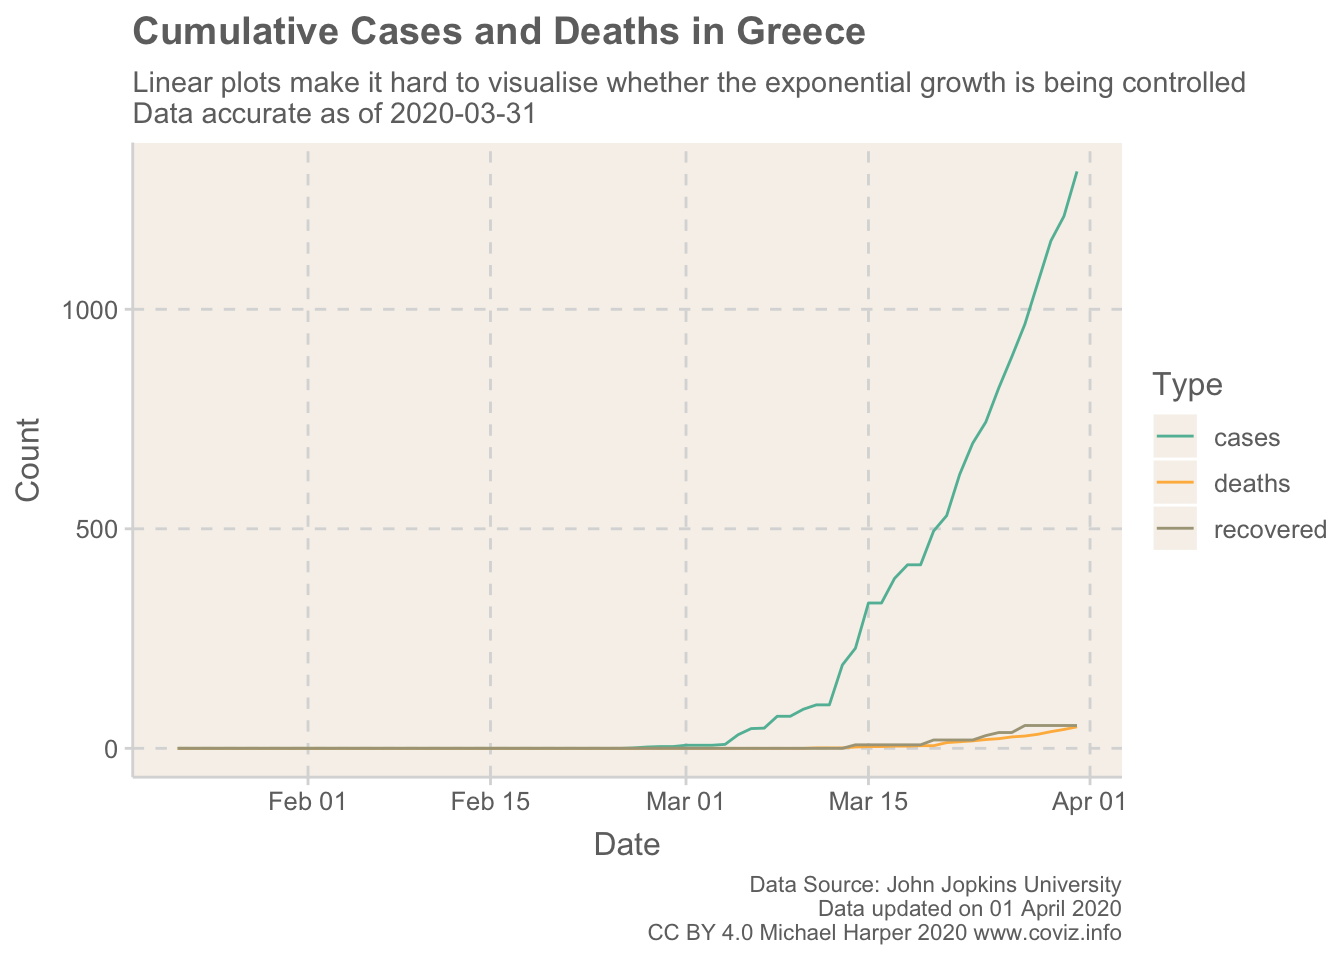 Cumulative Cases and Deaths in Greece
Linear plots make it hard to visualise whether the exponential growth is being controlled
Data accurate as of 2020-03-31
Count
1000
500
0
Feb 01
Feb 15
Mar 01
Mar 15
Apr 01
Date
Type
cases
deaths
recovered
Data Source: John Jopkins University
Data updated on 01 April 2020
CC BY 4.0 Michael Harper 2020 www.coviz.info